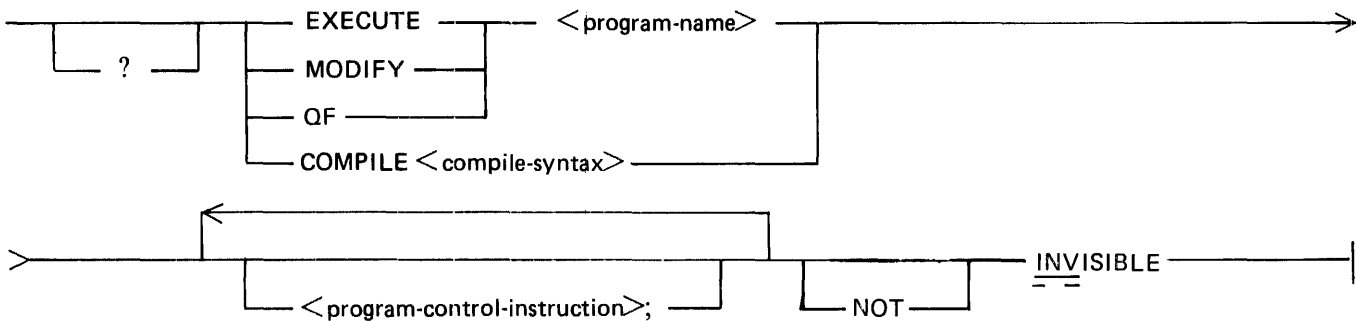 EXECUTE <program-name>
?
MODIFY
QF
COMPILE <compile-syntax>
<program-control-instruction>;
NOT
INVISIBLE